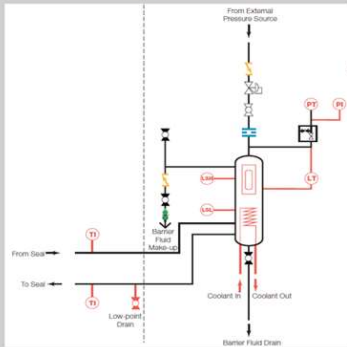 From External
Pressure Source
PT
PI
LSH
LT
LSL
TI
Barrier
Fluid
Make-up
From Seal
To Seal
TI
Low-point
Drain
Coolant In
Coolant Out
Barrier Fluid Drain